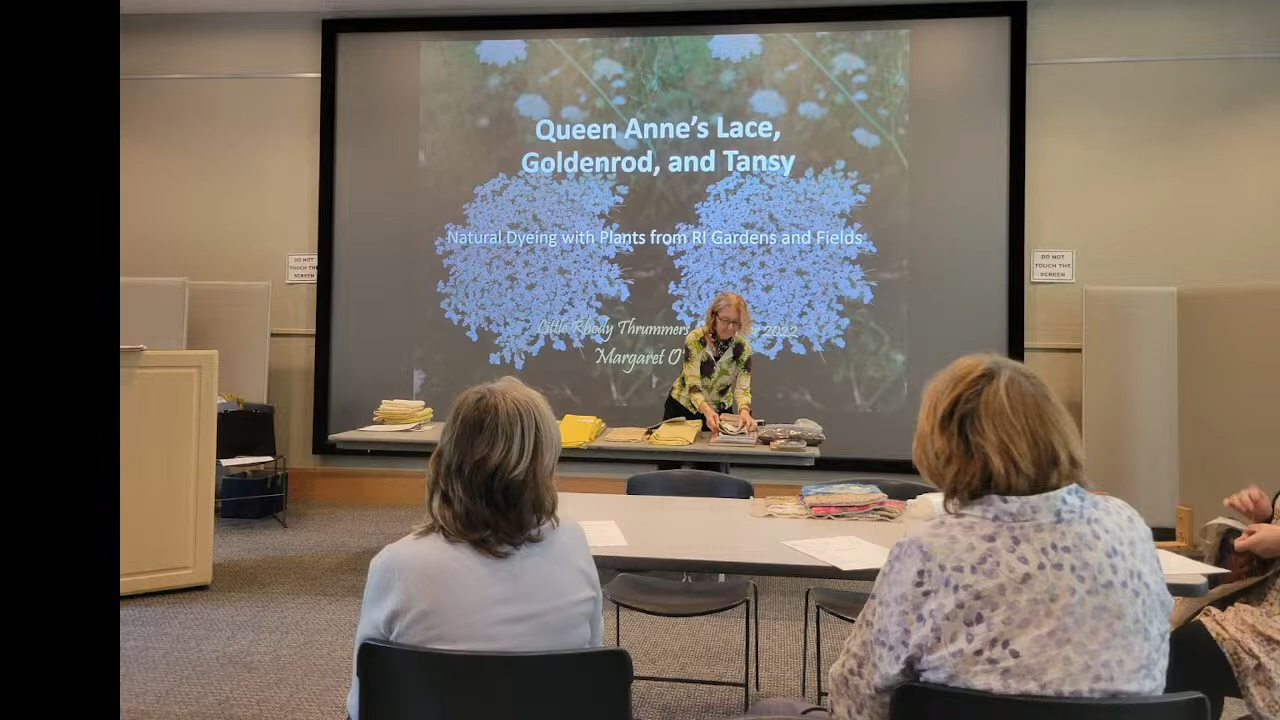 Queen Anne's Lace,
Goldenrod, and Tansy
Natural Dyeing with Plants from RI Gardens and Fields
Little Rhody Thrummers 2022
Margaret O'
DO NOT
TOUCH THE
SCREEN
DO NOT
TOUCH THE
SCREEN